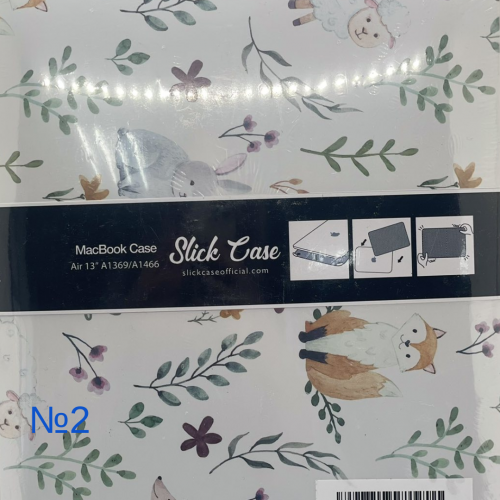 MacBook Case
Air 13" A1369/A1466
Slick Case
slickcaseofficial.com
№2